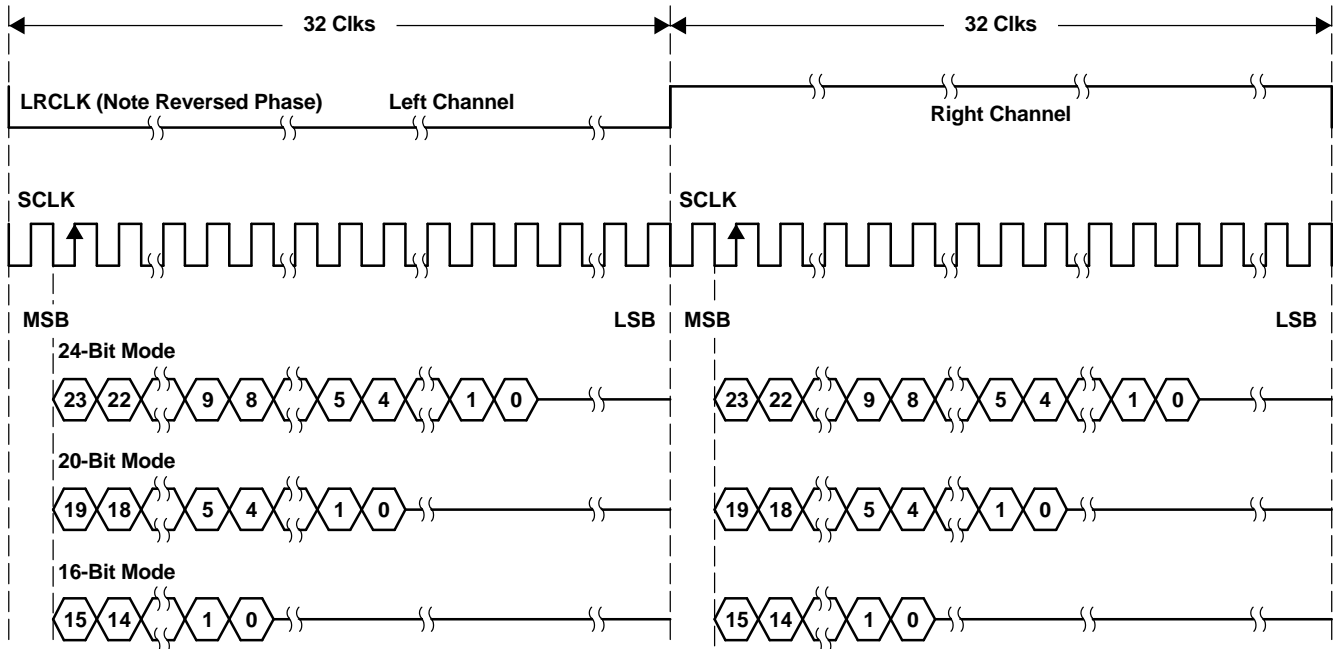 32 Clks 32 Clks
LRCLK (Note Reversed Phase) Left Channel
Right Channel
SCLK SCLK
MSB LSB MSB LSB
24-Bit Mode
23 22 9 8 5 4 1 0 23 22 9 8 5 4 1 0
20-Bit Mode
19 18 5 4 1 0 19 18 5 4 1 0
16-Bit Mode
15 14 1 0 15 14 1 0